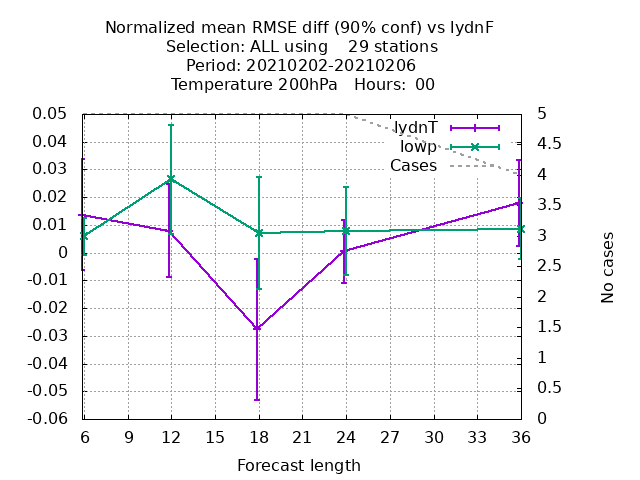 Normalized mean RMSE diff (90% conf) vs lydnF
Selection: ALL using 29 stations
Period: 20210202-20210206
Temperature 200hPa Hours: 00
lydnT
lowp
Cases
0.05
0.04
0.03
0.02
0.01
0
-0.01
-0.02
-0.03
-0.04
-0.05
-0.06
5
4.5
4
3.5
3
2.5
2
1.5
1
0.5
0
No cases
6 9 12 15 18 21 24 27 30 33 36
Forecast length